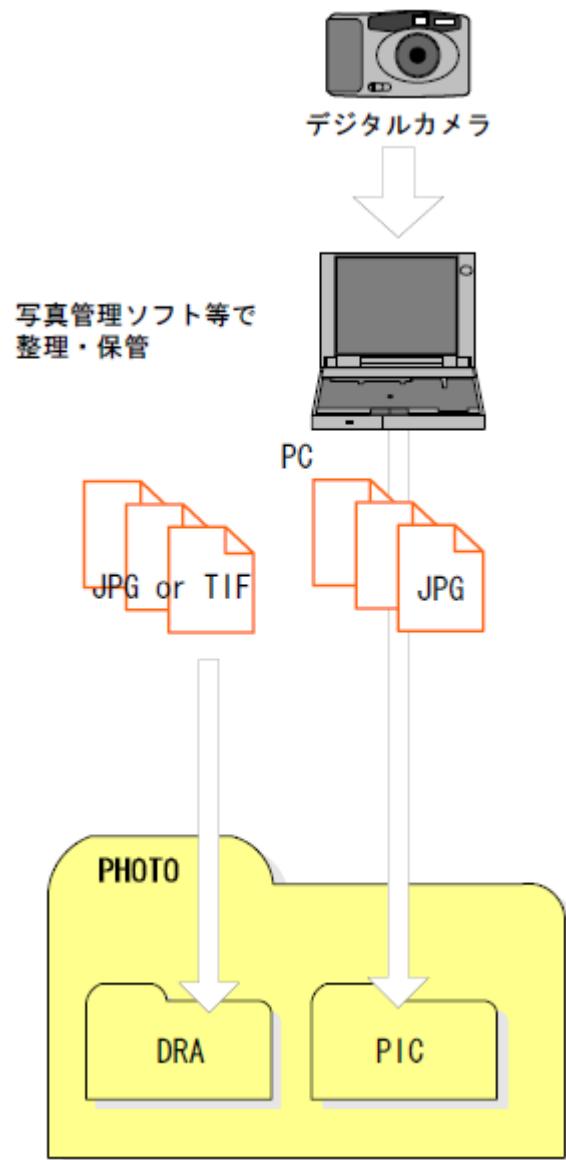 デジタルカメラ
写真管理ソフト等で
整理・保管
PC
JPG or TIF
JPG
PHOTO
DRA
PIC